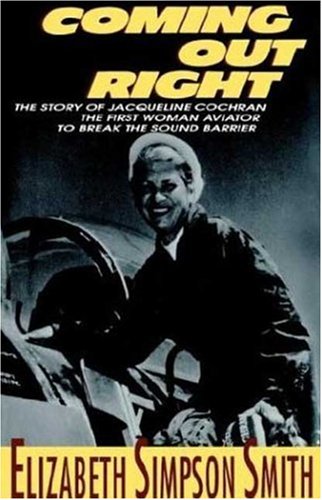 COMING
OUT
RIGHT
THE STORY OF JACQUELINE COCHRAN
THE FIRST WOMAN AVIATOR
TO BREAK THE SOUND BARRIER
ELIZABETH SIMPSON SMITH